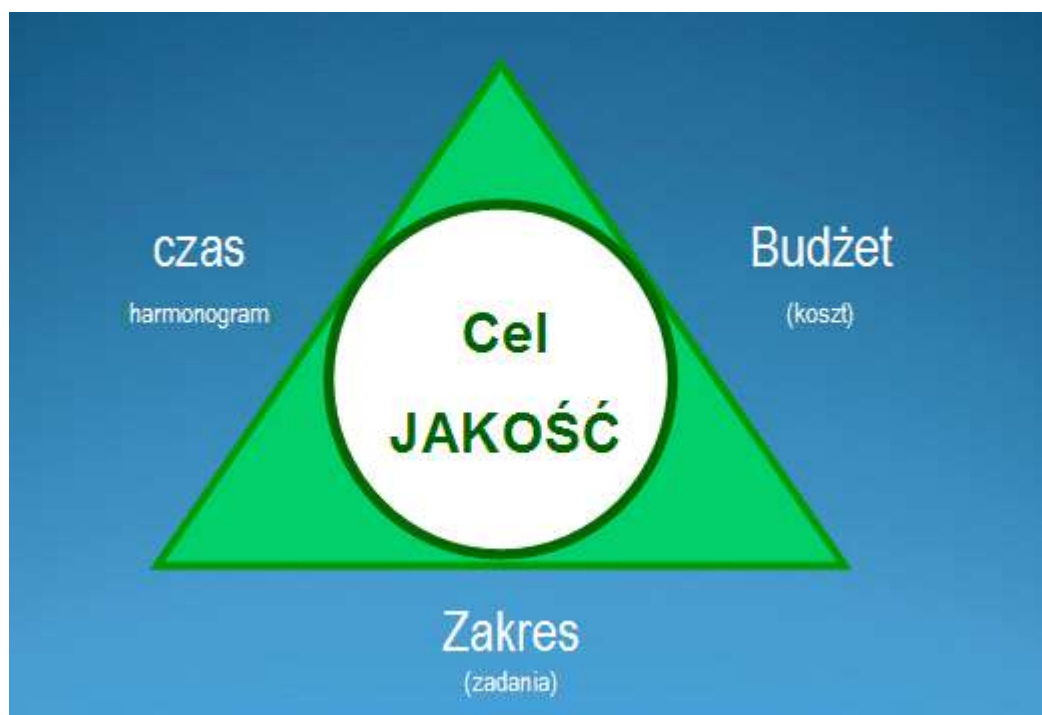 czas
harmonogram
Budżet
(koszt)
Cel
JAKOŚĆ
Zakres
(zadania)